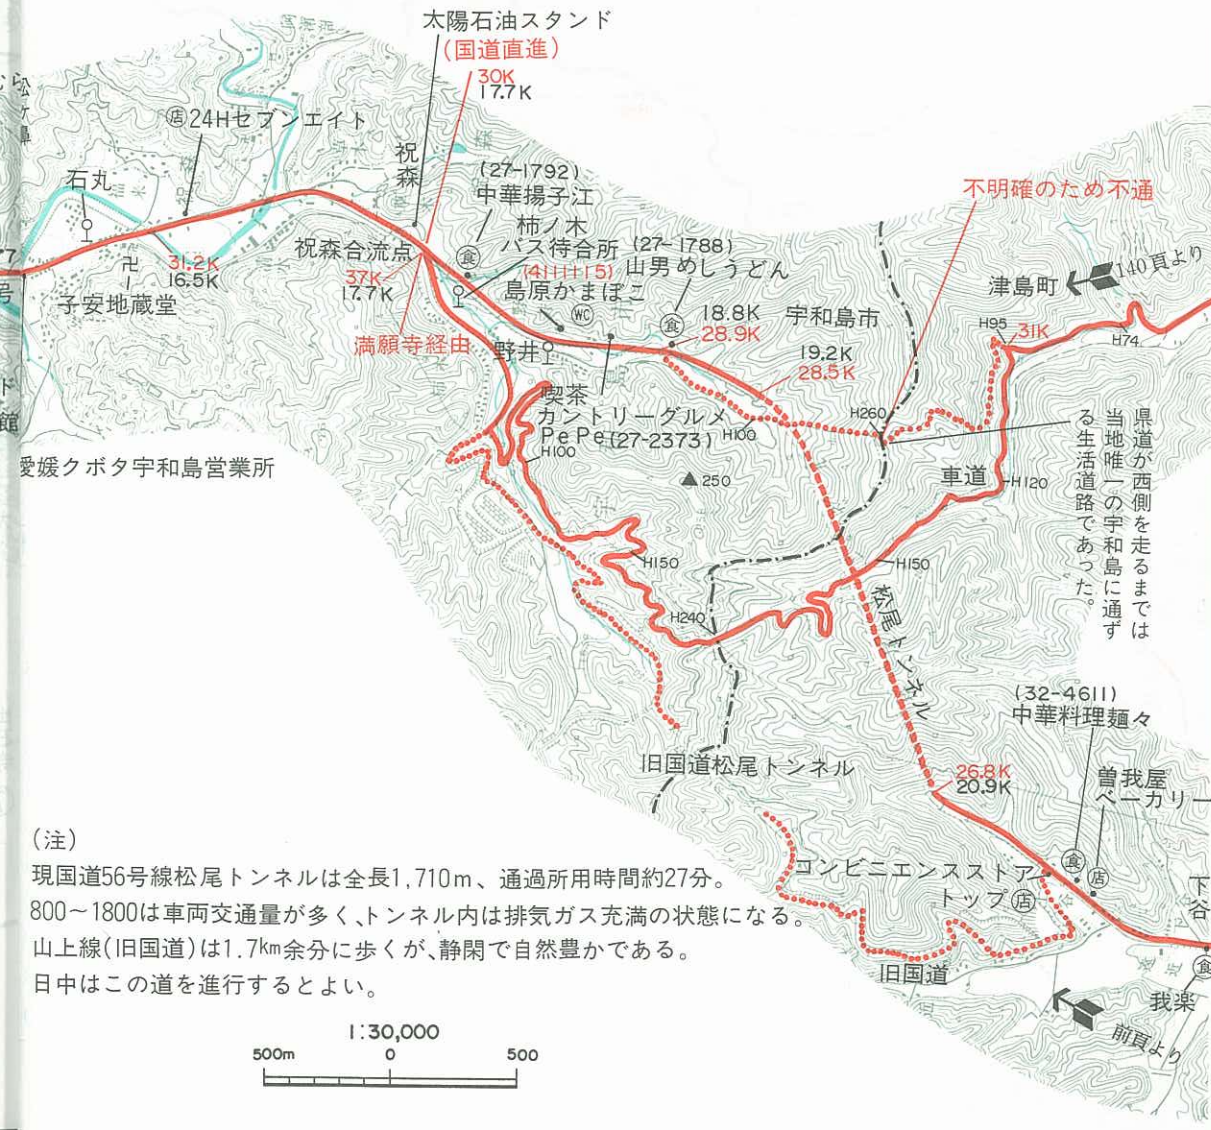 太陽石油スタンド
(国道直進)
30K
17.7K
松ヶ鼻
店24Hセブンエイト
祝森
石丸
(27-1792)
中華揚子江
柿ノ木
バス待合所
(411115)
島原かまぼこ
WC
食
(27-1788)
山男めしうどん
食
18.8K
28.9K
宇和島市
19.2K
28.5K
不明確のため不通
津島町
140頁より
H95
31K
H74
祝森合流点
37K
17.7K
31.2K
16.5K
卍
子安地蔵堂
満願寺経由
野井
喫茶
カントリーグルメ
PePe(27-2373)
H100
H100
H260
▲250
車道
H120
県道が西側を走るまでは
当地唯一の宇和島に通ず
る生活道路であった。
愛媛クボタ宇和島営業所
H150
H150
H240
松尾トンネル
(32-4611)
中華料理麺々
旧国道松尾トンネル
26.8K
20.9K
曽我屋
ベーカリー
食
店
コンビニエンスストア
トップ店
下谷
旧国道
食
我楽
前頁より
(注)
現国道56号線松尾トンネルは全長1,710m、通過所用時間約27分。
800~1800は車両交通量が多く、トンネル内は排気ガス充満の状態になる。
山上線(旧国道)は1.7km余分に歩くが、静閑で自然豊かである。
日中はこの道を進行するとよい。
1:30,000
500m 0 500